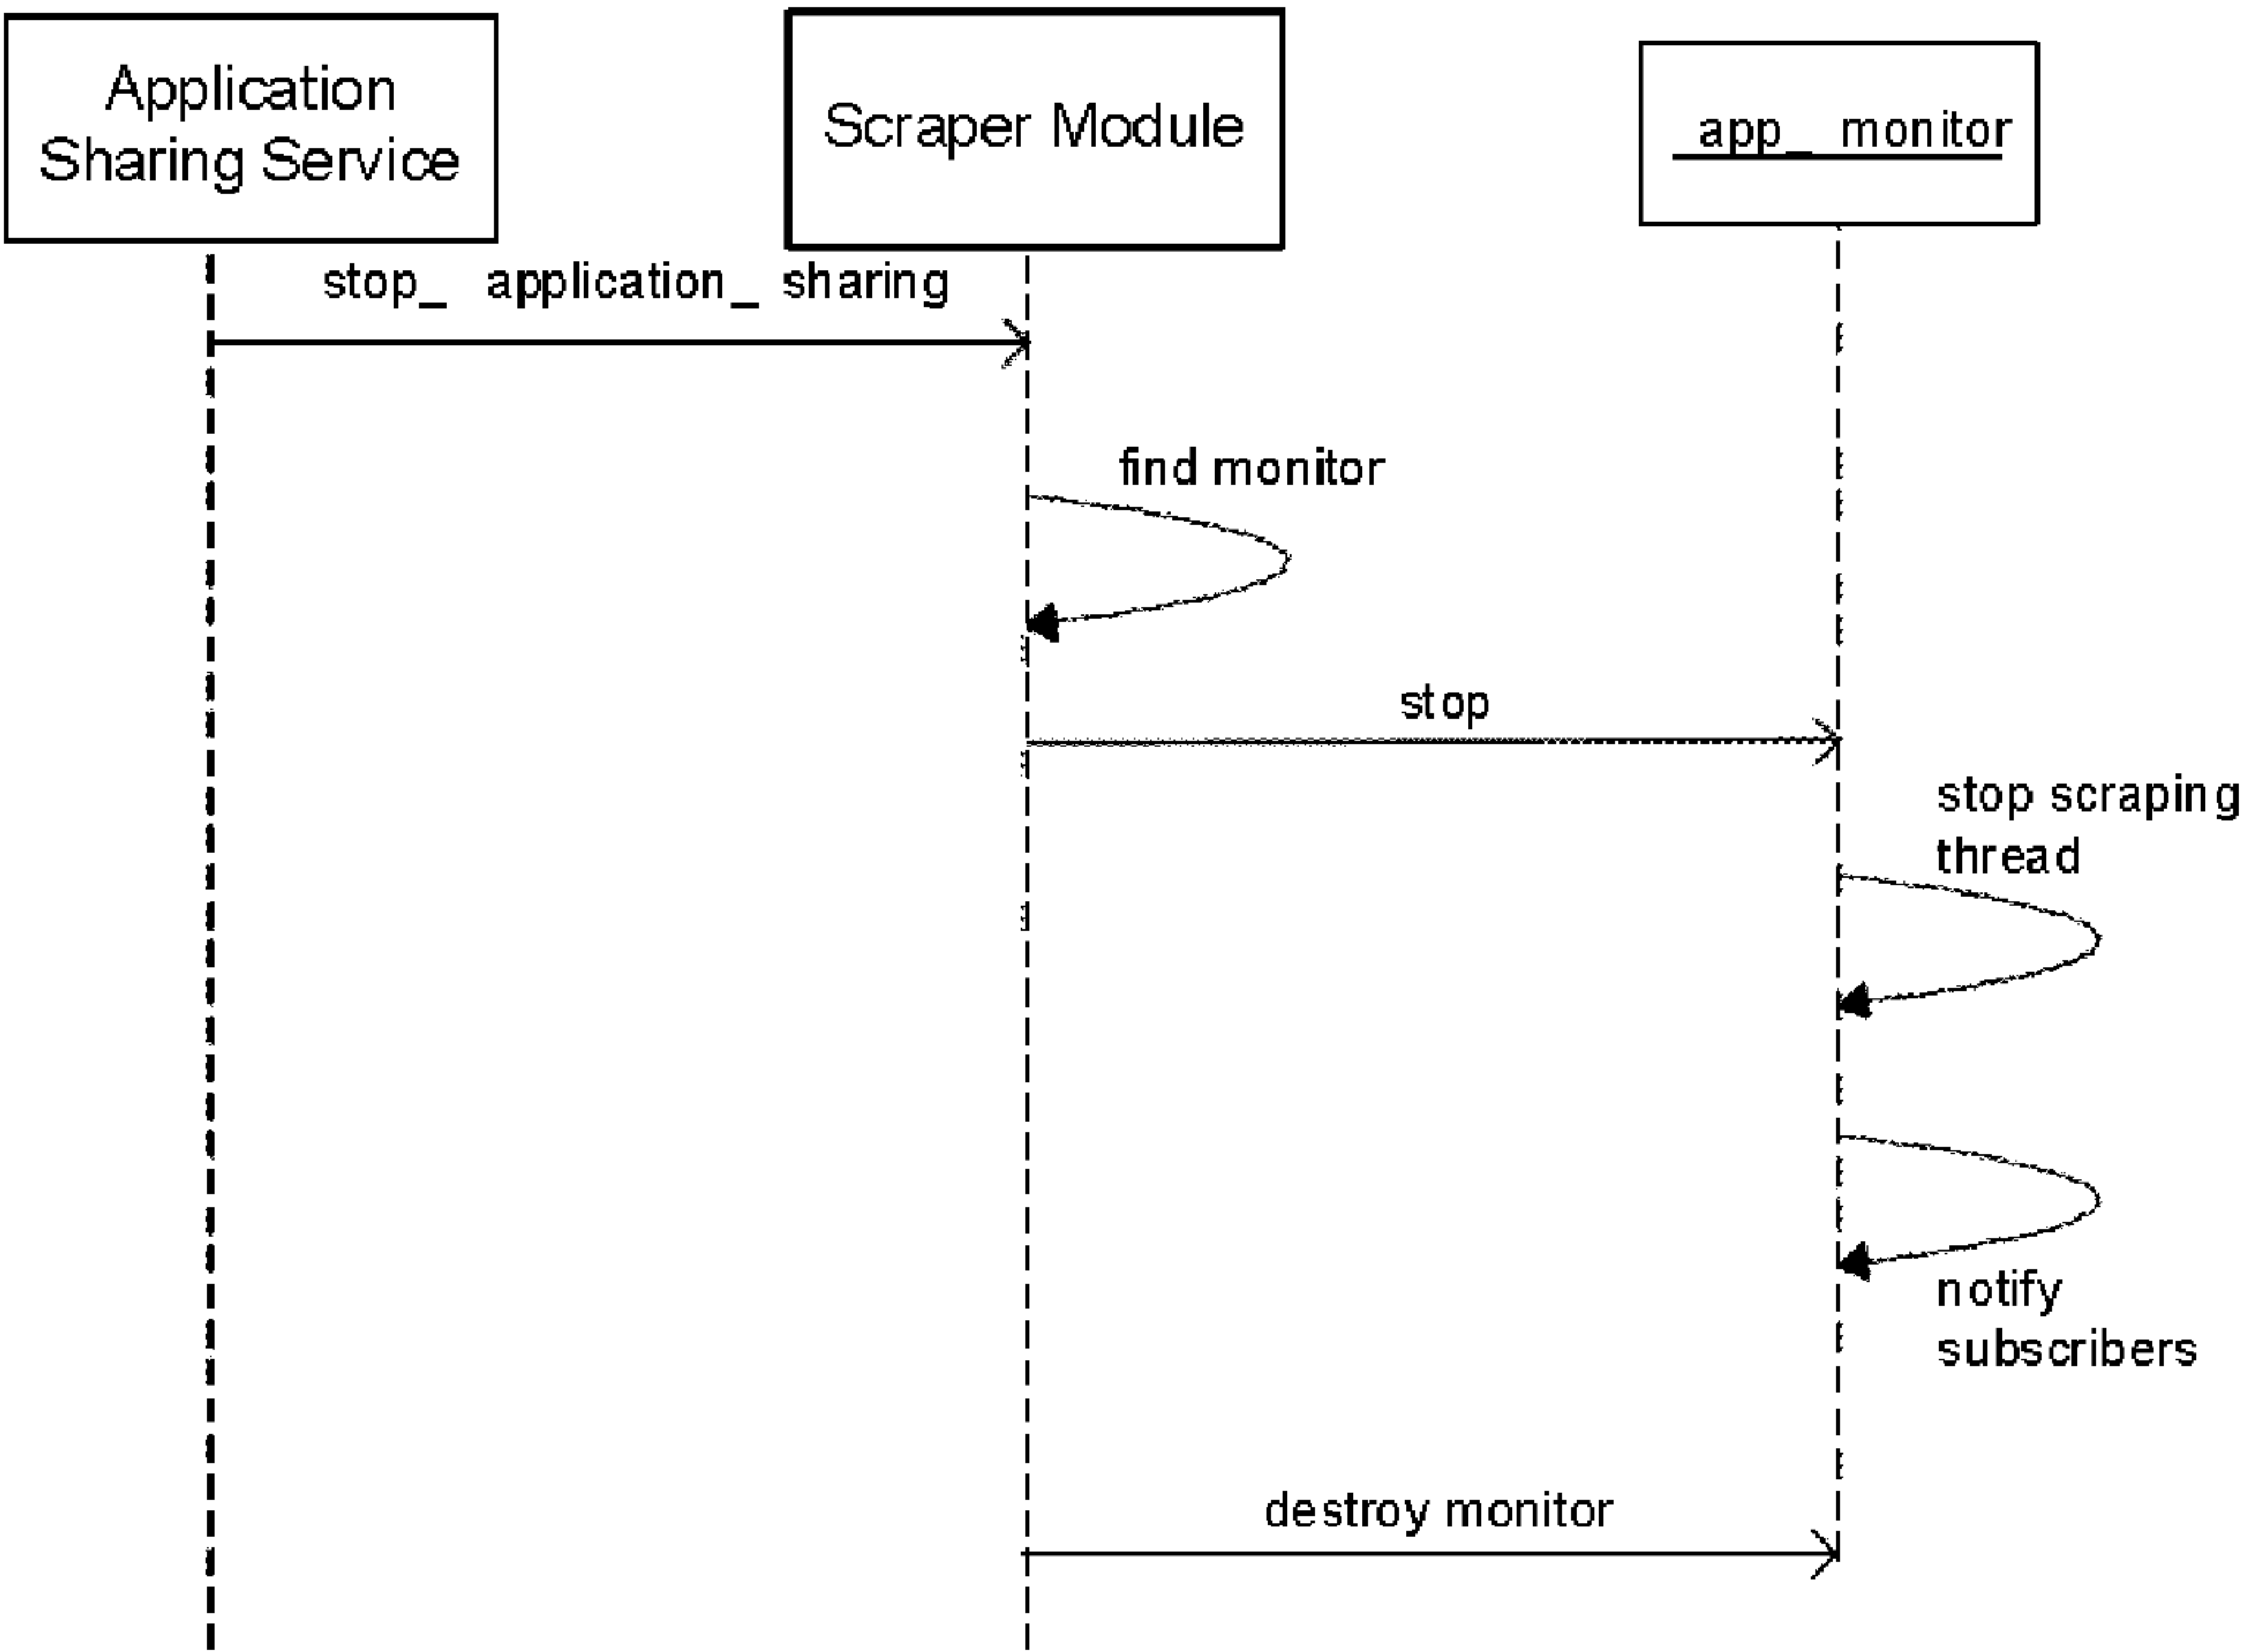 Application
Sharing Service
Scraper Module
app_ monitor
stop_ application_ sharing
find monitor
stop
stop scraping
thread
notify
subscribers
destroy monitor